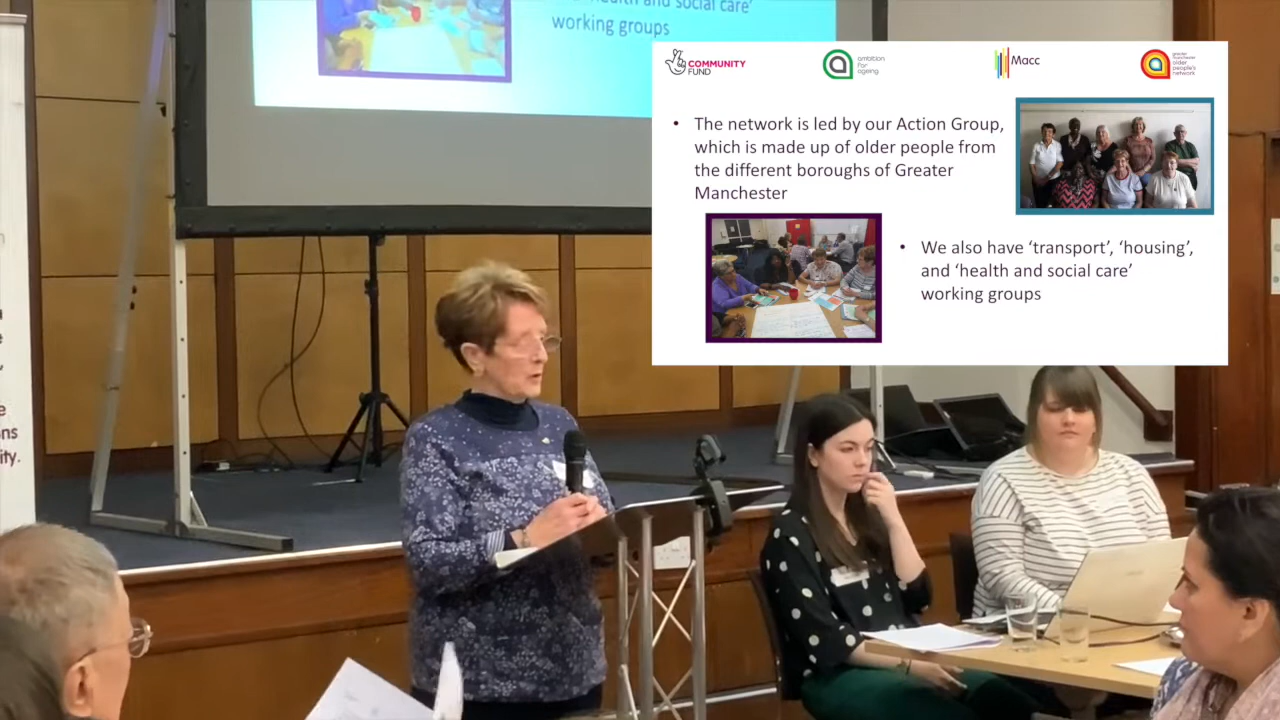 health and social care'
working groups
COMMUNITY
FUND
ambition
for
ageing
Macc
greater
manchester
older
people's
network
• The network is led by our Action Group,
which is made up of older people from
the different boroughs of Greater
Manchester
• We also have ‘transport’, ‘housing’,
and ‘health and social care’
working groups